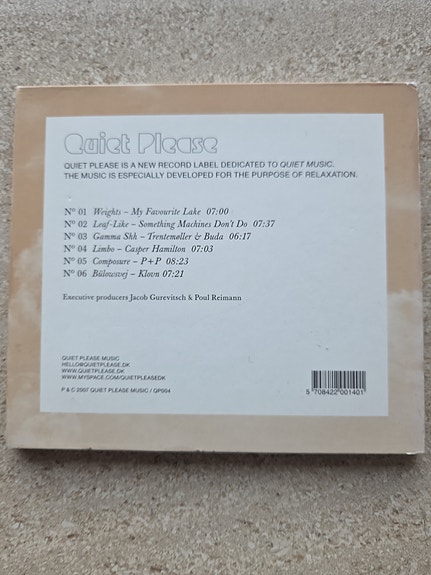 Quiet Please
QUIET PLEASE IS A NEW RECORD LABEL DEDICATED TO QUIET MUSIC.
THE MUSIC IS ESPECIALLY DEVELOPED FOR THE PURPOSE OF RELAXATION.
Nº 01 Weights – My Favourite Lake 07:00
Nº 02 Leaf-Like – Something Machines Don't Do 07:37
Nº 03 Gamma Shh – Trentemøller & Buda 06:17
Nº 04 Limbo – Casper Hamilton 07:03
Nº 05 Composure – P+P 08:23
Nº 06 Bülowsvej – Klovn 07:21
Executive producers Jacob Gurevitsch & Poul Reimann
QUIET PLEASE MUSIC
HELLO@QUIETPLEASE.DK
WWW.QUIETPLEASE.DK
WWW.MYSPACE.COM/QUIETPLEASEDK
P & C 2007 QUIET PLEASE MUSIC / QP004
5 708422 001401